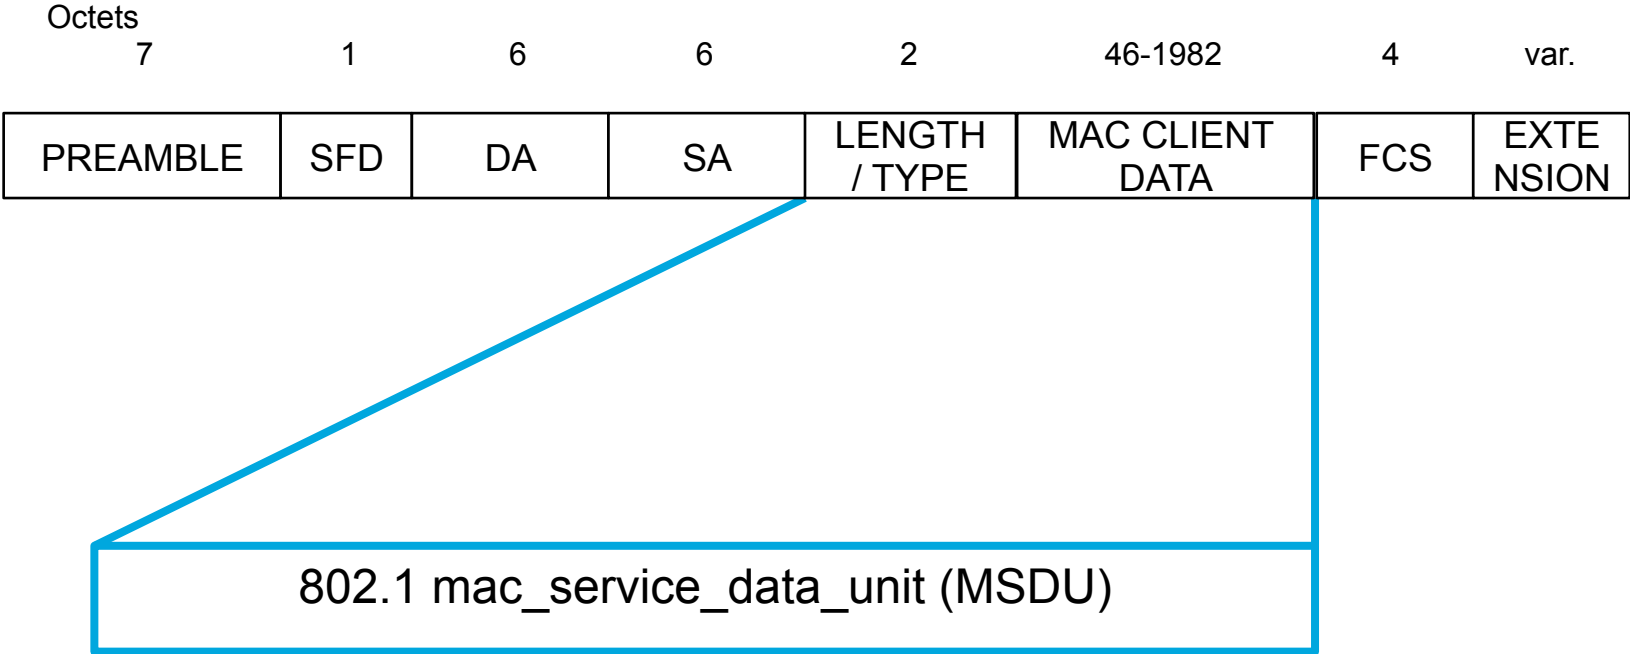 Octets
7 1 6 6 2 46-1982 4 var.
PREAMBLE SFD DA SA LENGTH / TYPE MAC CLIENT DATA FCS EXTE NSION
802.1 mac_service_data_unit (MSDU)